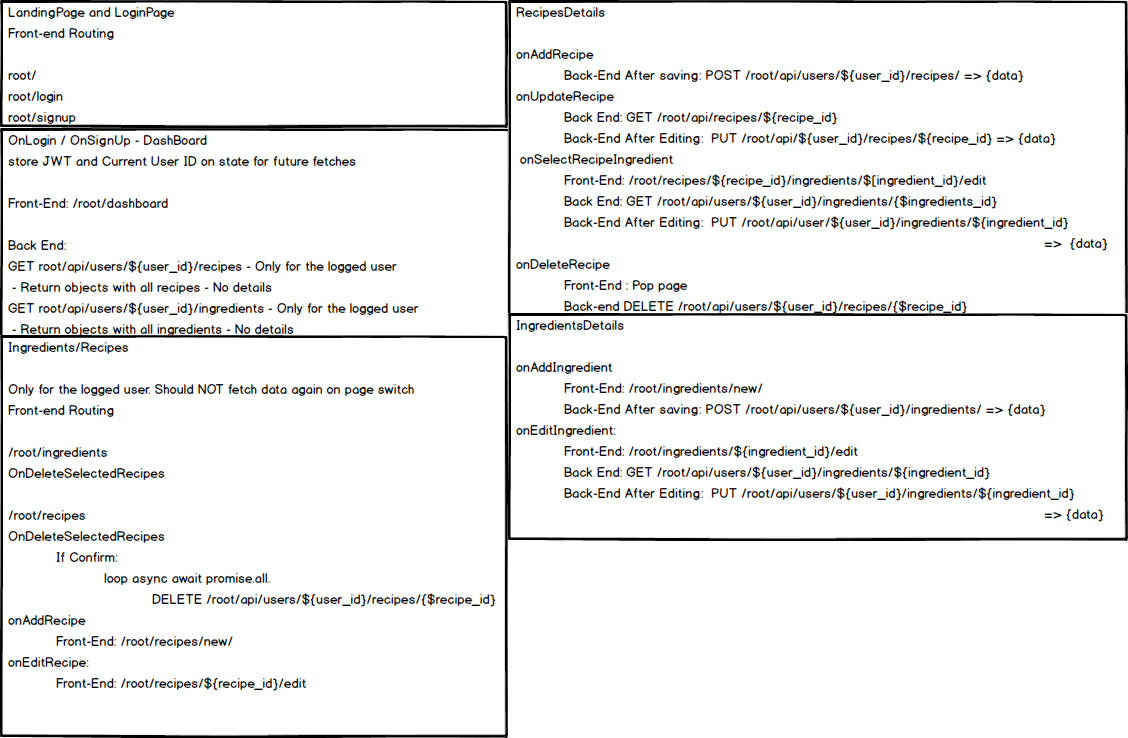 LandingPage and LoginPage
Front-end Routing
root/
root/login
root/signup
OnLogin / OnSignUp - DashBoard
store JWT and Current User ID on state for future fetches
Front-End: /root/dashboard
Back End:
GET root/api/users/${user_id}/recipes - Only for the logged user
- Return objects with all recipes - No details
GET root/api/users/${user_id}/ingredients - Only for the logged user
- Return objects with all ingredients - No details
Ingredients/Recipes
Only for the logged user. Should NOT fetch data again on page switch
Front-end Routing
/root/ingredients
OnDeleteSelectedRecipes
/root/recipes
OnDeleteSelectedRecipes
If Confirm:
loop async await promise.all.
DELETE /root/api/users/${user_id}/recipes/{$recipe_id}
onAddRecipe
Front-End: /root/recipes/new/
onEditRecipe:
Front-End: /root/recipes/${recipe_id}/edit
RecipesDetails
onAddRecipe
Back-End After saving: POST /root/api/users/${user_id}/recipes/ => {data}
onUpdateRecipe
Back End: GET /root/api/recipes/${recipe_id}
Back-End After Editing: PUT /root/api/${user_id}/recipes/${recipe_id} => {data}
onSelectRecipeIngredient
Front-End: /root/recipes/${recipe_id}/ingredients/$[ingredient_id}/edit
Back End: GET /root/api/users/${user_id}/ingredients/{$ingredients_id}
Back-End After Editing: PUT /root/api/user/${user_id}/ingredients/${ingredient_id}
=> {data}
onDeleteRecipe
Front-End : Pop page
Back-end DELETE /root/api/users/${user_id}/recipes/{$recipe_id}
IngredientsDetails
onAddIngredient
Front-End: /root/ingredients/new/
Back-End After saving: POST /root/api/users/${user_id}/ingredients/ => {data}
onEditIngredient:
Front-End: /root/ingredients/${ingredient_id}/edit
Back End: GET /root/api/users/${user_id}/ingredients/${ingredient_id}
Back-End After Editing: PUT /root/api/users/${user_id}/ingredients/${ingredient_id}
=> {data}